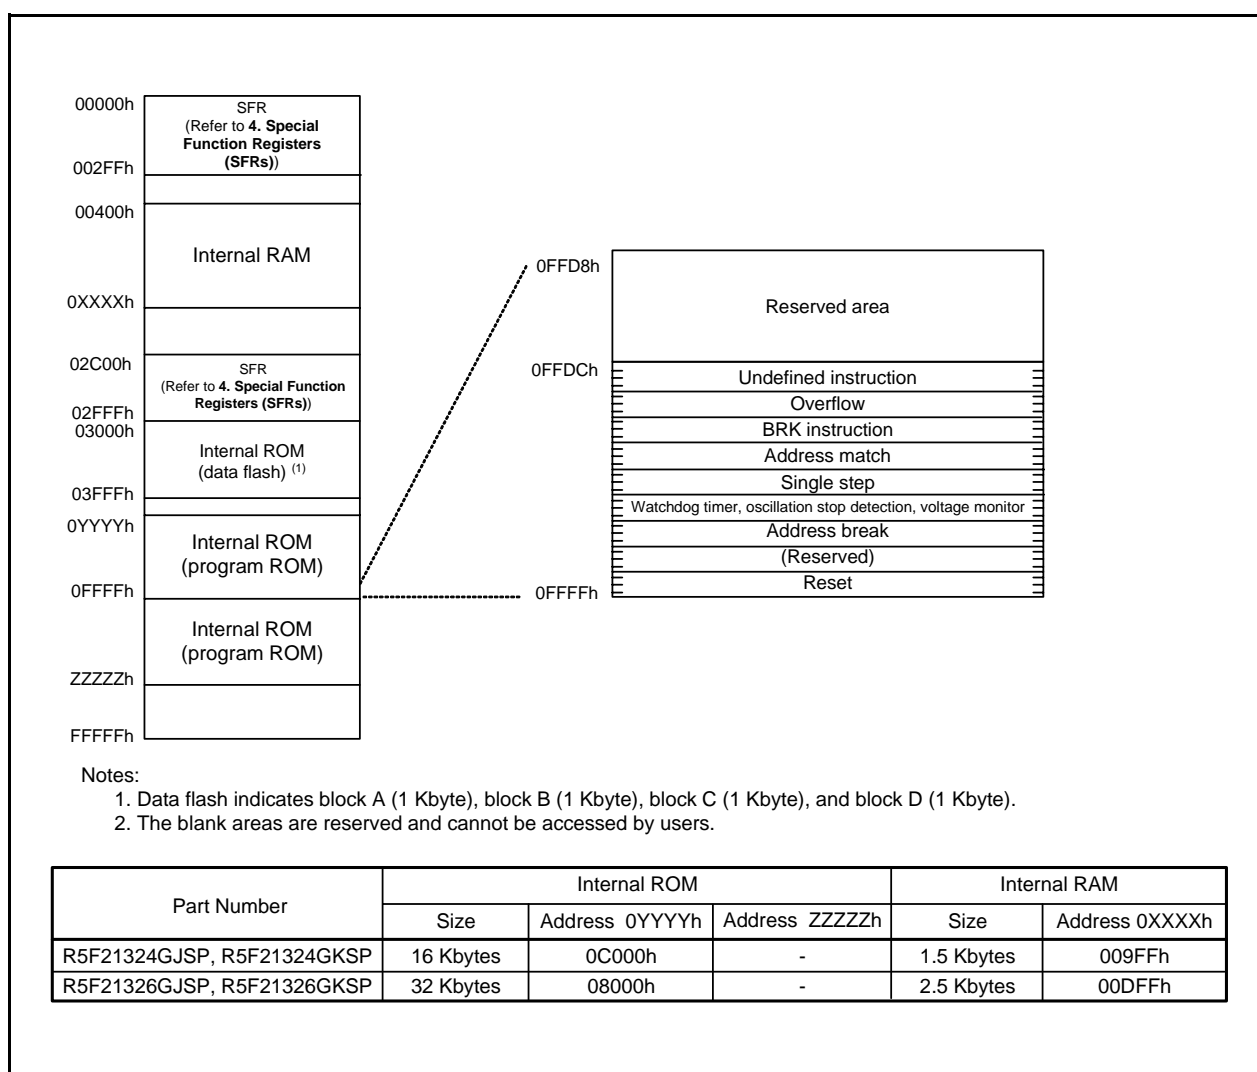 00000h
SFR
(Refer to 4. Special
Function Registers
(SFRs))
002FFh
00400h
Internal RAM
0XXXXh
02C00h
SFR
(Refer to 4. Special Function
Registers (SFRs))
02FFFh
03000h
Internal ROM
(data flash) (1)
03FFFh
0YYYYh
Internal ROM
(program ROM)
0FFFFh
Internal ROM
(program ROM)
ZZZZZh
FFFFFh
0FFD8h
Reserved area
0FFDCh
Undefined instruction
Overflow
BRK instruction
Address match
Single step
Watchdog timer, oscillation stop detection, voltage monitor
Address break
(Reserved)
0FFFFh
Reset
Notes:
1. Data flash indicates block A (1 Kbyte), block B (1 Kbyte), block C (1 Kbyte), and block D (1 Kbyte).
2. The blank areas are reserved and cannot be accessed by users.
Part Number Internal ROM Internal RAM
Size Address 0YYYYh Address ZZZZZh Size Address 0XXXXh
R5F21324GJSP, R5F21324GKSP 16 Kbytes 0C000h - 1.5 Kbytes 009FFh
R5F21326GJSP, R5F21326GKSP 32 Kbytes 08000h - 2.5 Kbytes 00DFFh